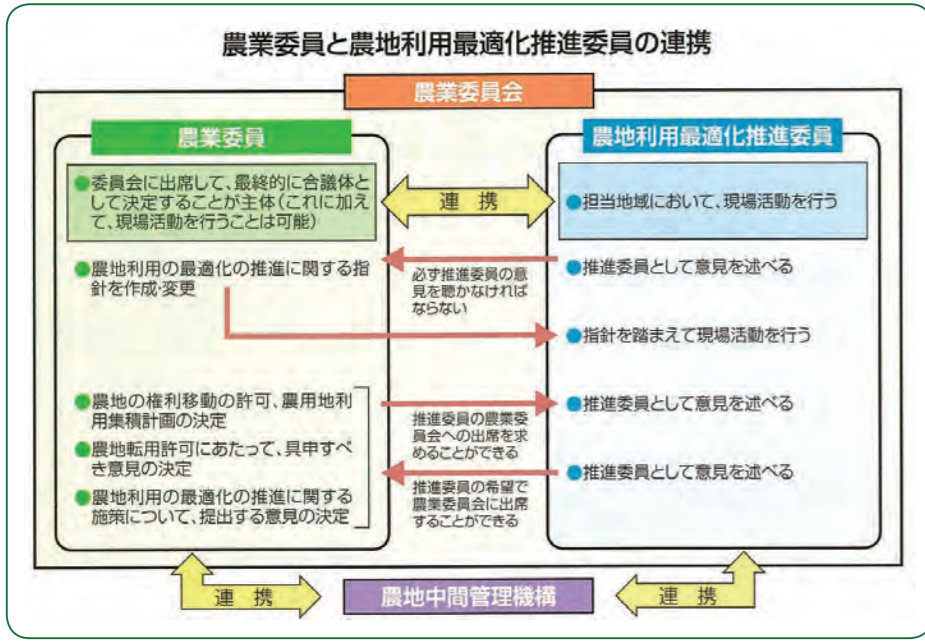 農業委員と農地利用最適化推進委員の連携
農業委員会
農業委員
●委員会に出席して、最終的に合議体と
して決定することが主体(これに加え
て、現場活動を行うことは可能)
●農地利用の最適化の推進に関する指
針を作成・変更
●農地の権利移動の許可、農用地利
用集積計画の決定
●農地転用許可にあたって、具申すべ
き意見の決定
●農地利用の最適化の推進に関する
施策について、提出する意見の決定
連携
必ず推進委員の意
見を聴かなければ
ならない
推進委員の農業委
員会への出席を求
めることができる
推進委員の希望で
農業委員会に出席
することができる
農地利用最適化推進委員
●担当地域において、現場活動を行う
●推進委員として意見を述べる
●指針を踏まえて現場活動を行う
●推進委員として意見を述べる
●推進委員として意見を述べる
連携
農地中間管理機構
連携